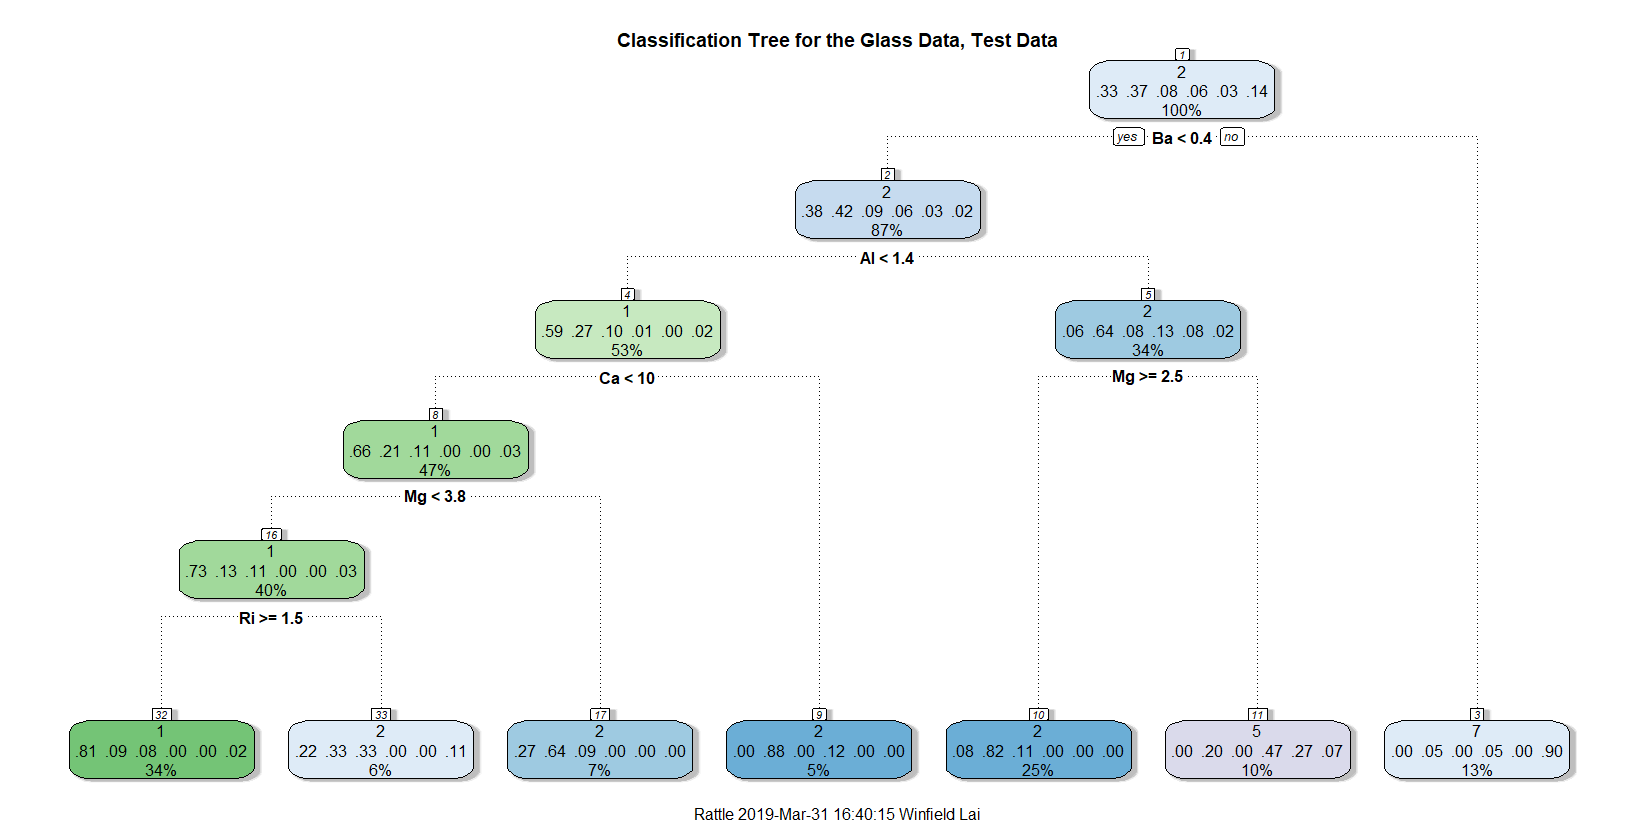 Classification Tree for the Glass Data, Test Data
1
2
.33 .37 .08 .06 .03 .14
100%
yes Ba < 0.4 no
2
2
.38 .42 .09 .06 .03 .02
87%
Al < 1.4
4
1
.59 .27 .10 .01 .00 .02
53%
5
2
.06 .64 .08 .13 .08 .02
34%
Ca < 10
Mg >= 2.5
8
1
.66 .21 .11 .00 .00 .03
47%
Mg < 3.8
16
1
.73 .13 .11 .00 .00 .03
40%
Ri >= 1.5
32
1
.81 .09 .08 .00 .00 .02
34%
33
2
.22 .33 .33 .00 .00 .11
6%
17
2
.27 .64 .09 .00 .00 .00
7%
9
2
.00 .88 .00 .12 .00 .00
5%
10
2
.08 .82 .11 .00 .00 .00
25%
11
5
.00 .20 .00 .47 .27 .07
10%
3
7
.00 .05 .00 .05 .00 .90
13%
Rattle 2019-Mar-31 16:40:15 Winfield Lai